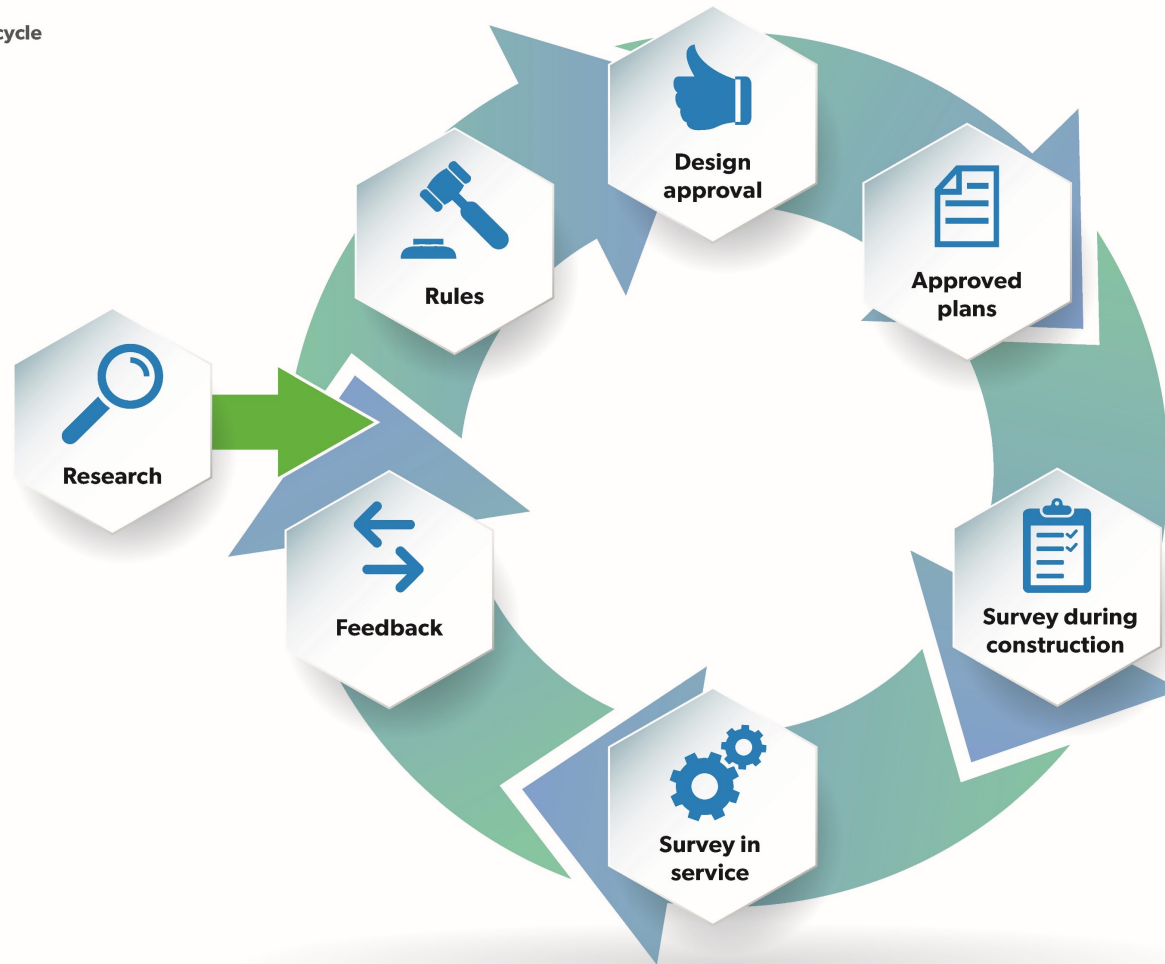 cycle
Design
approval
Rules
Approved
plans
Research
Survey during
construction
Feedback
Survey in
service